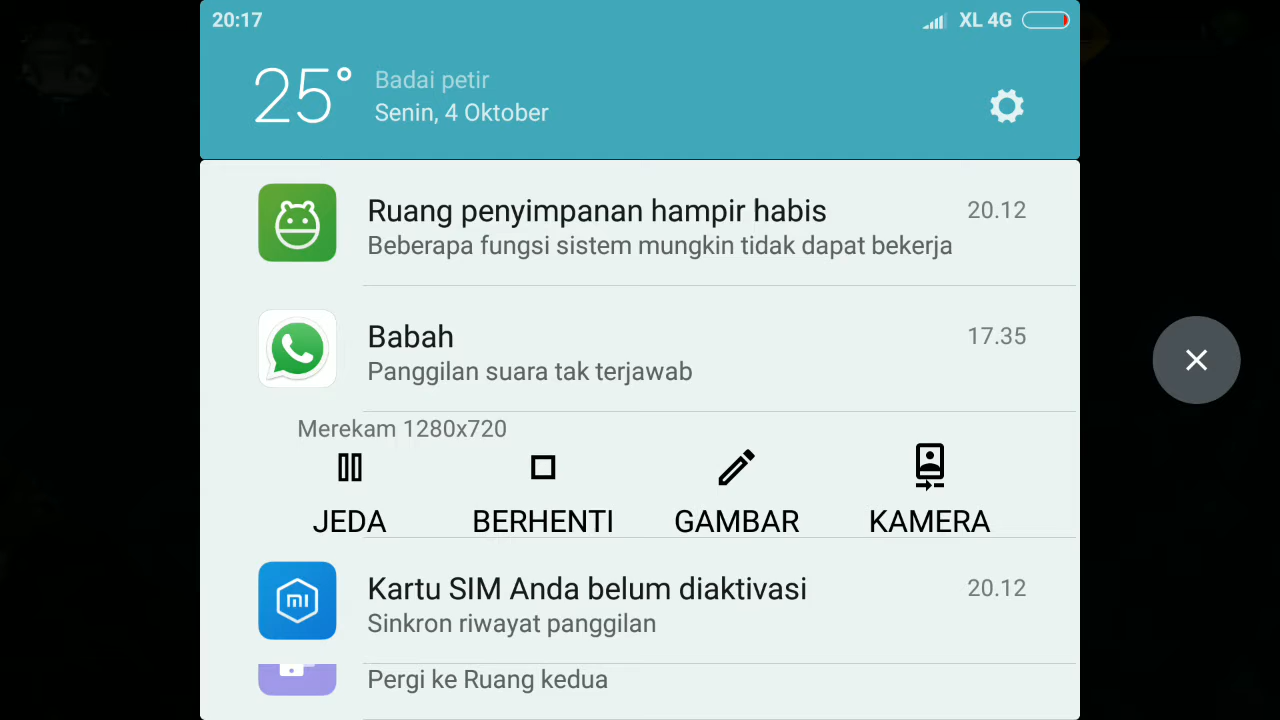 20:17 XL 4G
25° Badai petir
Senin, 4 Oktober
Ruang penyimpanan hampir habis 20.12
Beberapa fungsi sistem mungkin tidak dapat bekerja
Babah 17.35
Panggilan suara tak terjawab
Merekam 1280x720
JEDA BERHENTI GAMBAR KAMERA
Kartu SIM Anda belum diaktivasi 20.12
Sinkron riwayat panggilan
Pergi ke Ruang kedua